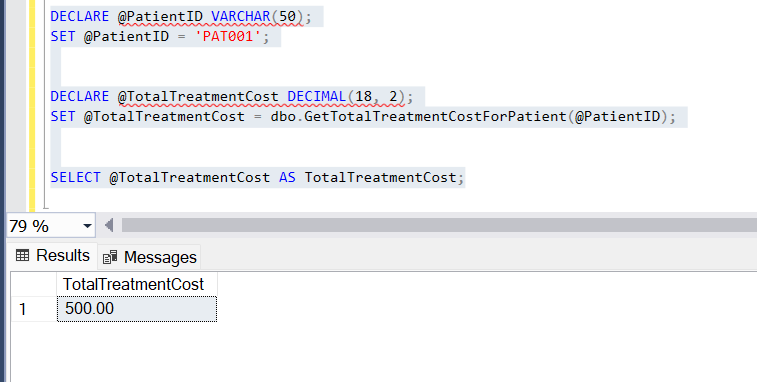 DECLARE @PatientID VARCHAR(50);
SET @PatientID = 'PAT001';
DECLARE @TotalTreatmentCost DECIMAL(18, 2);
SET @TotalTreatmentCost = dbo.GetTotalTreatmentCostForPatient(@PatientID);
SELECT @TotalTreatmentCost AS TotalTreatmentCost;
79 %
Results Messages
TotalTreatmentCost
1 500.00